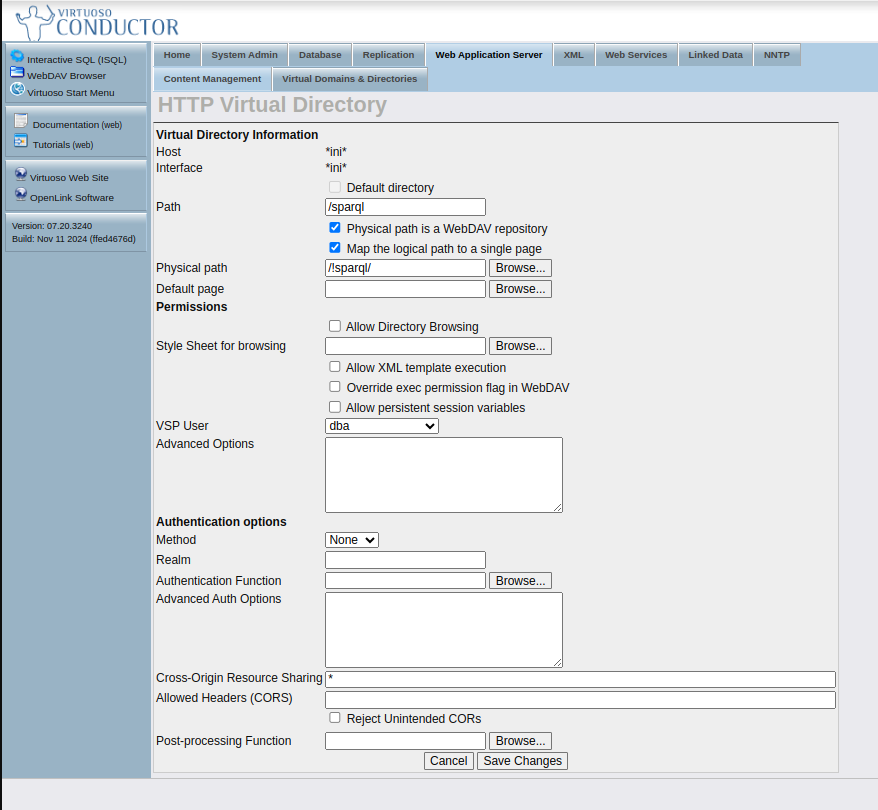 VIRTUOSO
CONDUCTOR
Interactive SQL (ISQL)
WebDAV Browser
Virtuoso Start Menu
Documentation (web)
Tutorials (web)
Virtuoso Web Site
OpenLink Software
Version: 07.20.3240
Build: Nov 11 2024 (ffed4676d)
Home System Admin Database Replication Web Application Server XML Web Services Linked Data NNTP
Content Management Virtual Domains & Directories
HTTP Virtual Directory
Virtual Directory Information
Host *ini*
Interface *ini*
Default directory
Path /sparql
Physical path is a WebDAV repository
Map the logical path to a single page
Physical path /!sparql/ Browse...
Default page Browse...
Permissions
Allow Directory Browsing
Style Sheet for browsing Browse...
Allow XML template execution
Override exec permission flag in WebDAV
Allow persistent session variables
VSP User dba
Advanced Options
Authentication options
Method None
Realm
Authentication Function Browse...
Advanced Auth Options
Cross-Origin Resource Sharing *
Allowed Headers (CORS)
Reject Unintended CORs
Post-processing Function Browse...
Cancel Save Changes